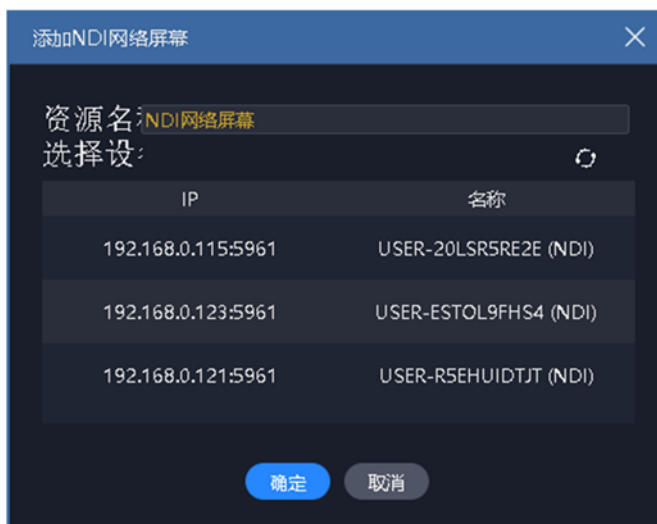 添加NDI网络屏幕
资源名 NDI网络屏幕
选择设
IP 名称
192.168.0.115:5961 USER-20LSR5RE2E (NDI)
192.168.0.123:5961 USER-ESTOL9FHS4 (NDI)
192.168.0.121:5961 USER-R5EHUIDTJT (NDI)
确定 取消